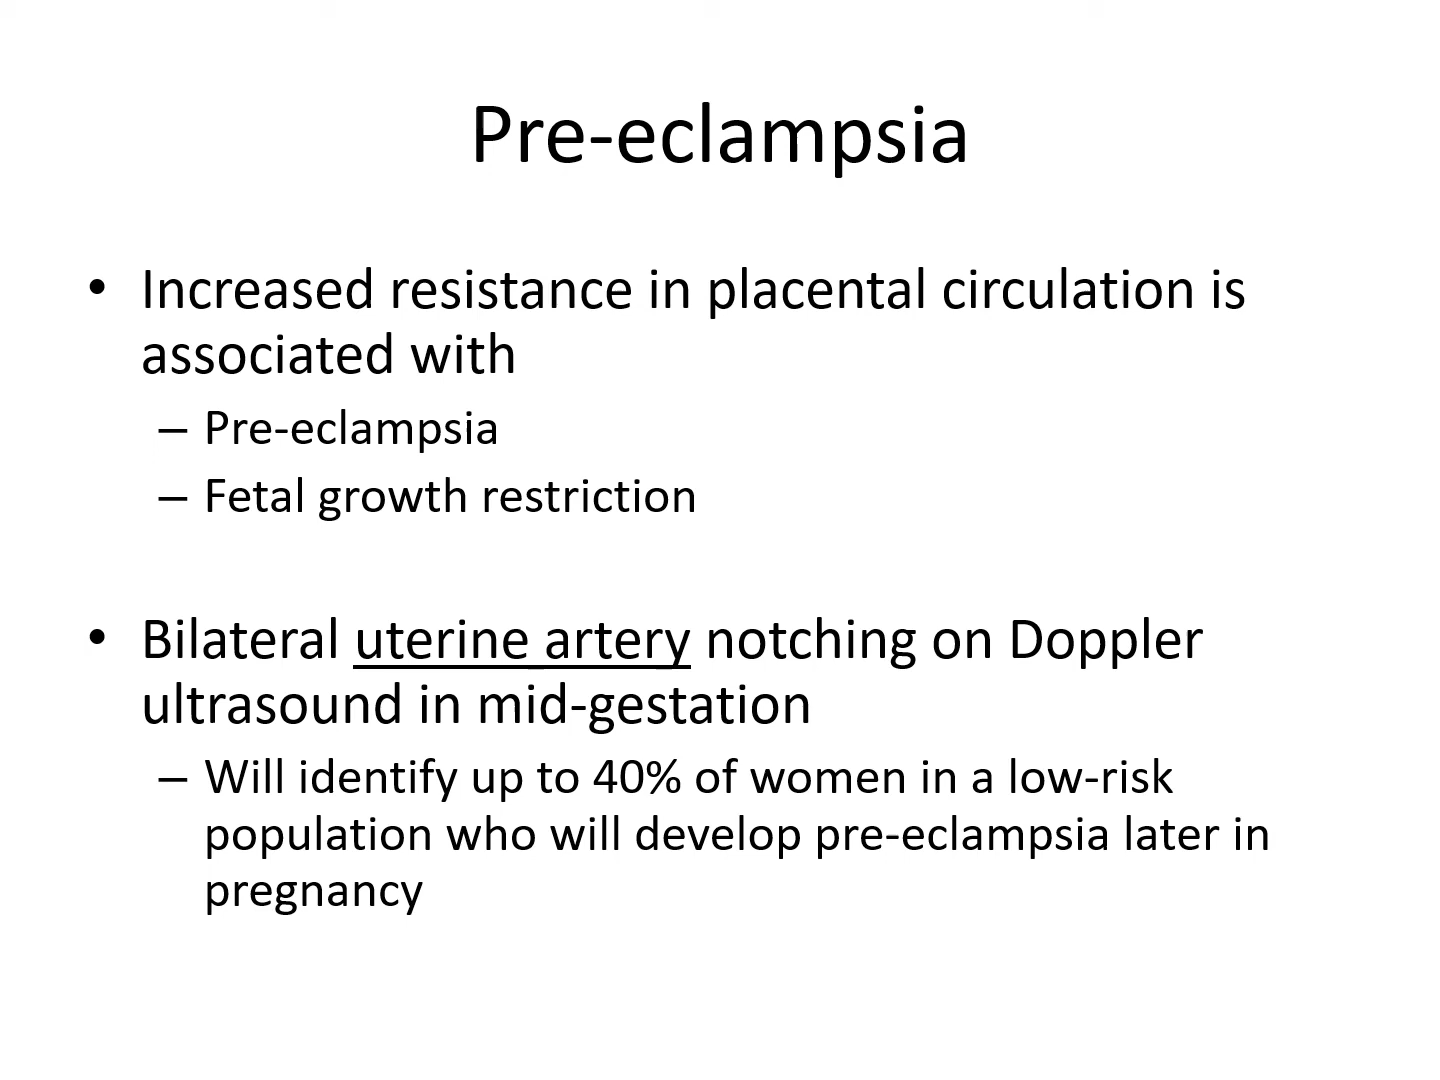 Pre-eclampsia
• Increased resistance in placental circulation is
associated with
– Pre-eclampsia
– Fetal growth restriction
• Bilateral uterine artery notching on Doppler
ultrasound in mid-gestation
– Will identify up to 40% of women in a low-risk
population who will develop pre-eclampsia later in
pregnancy